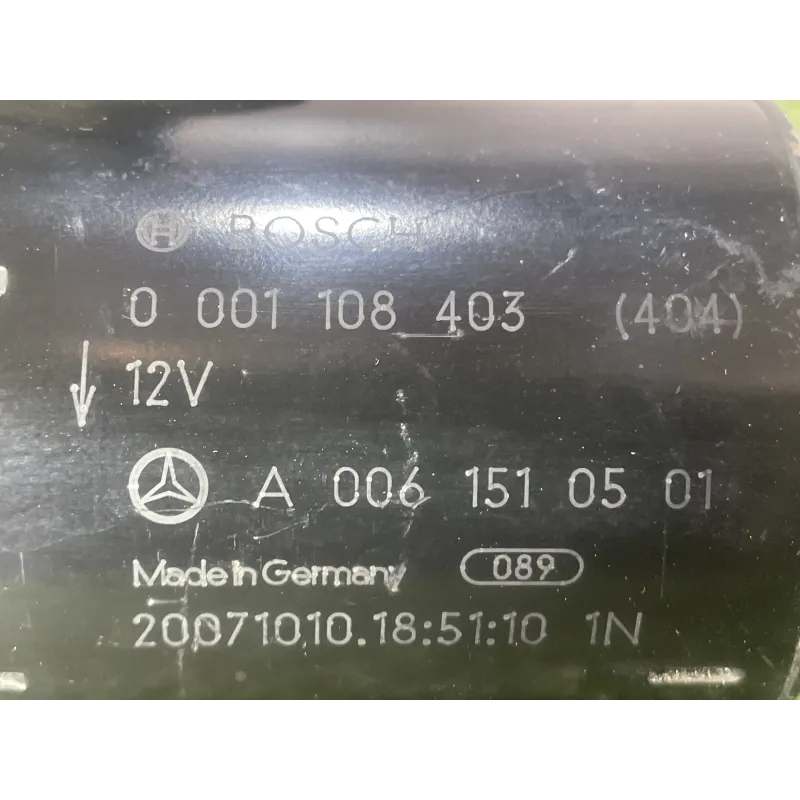 BOSCH
0 001 108 403 (404)
12V
A 006 151 05 01
Made in Germany 089
20071010.18:51:10 1N